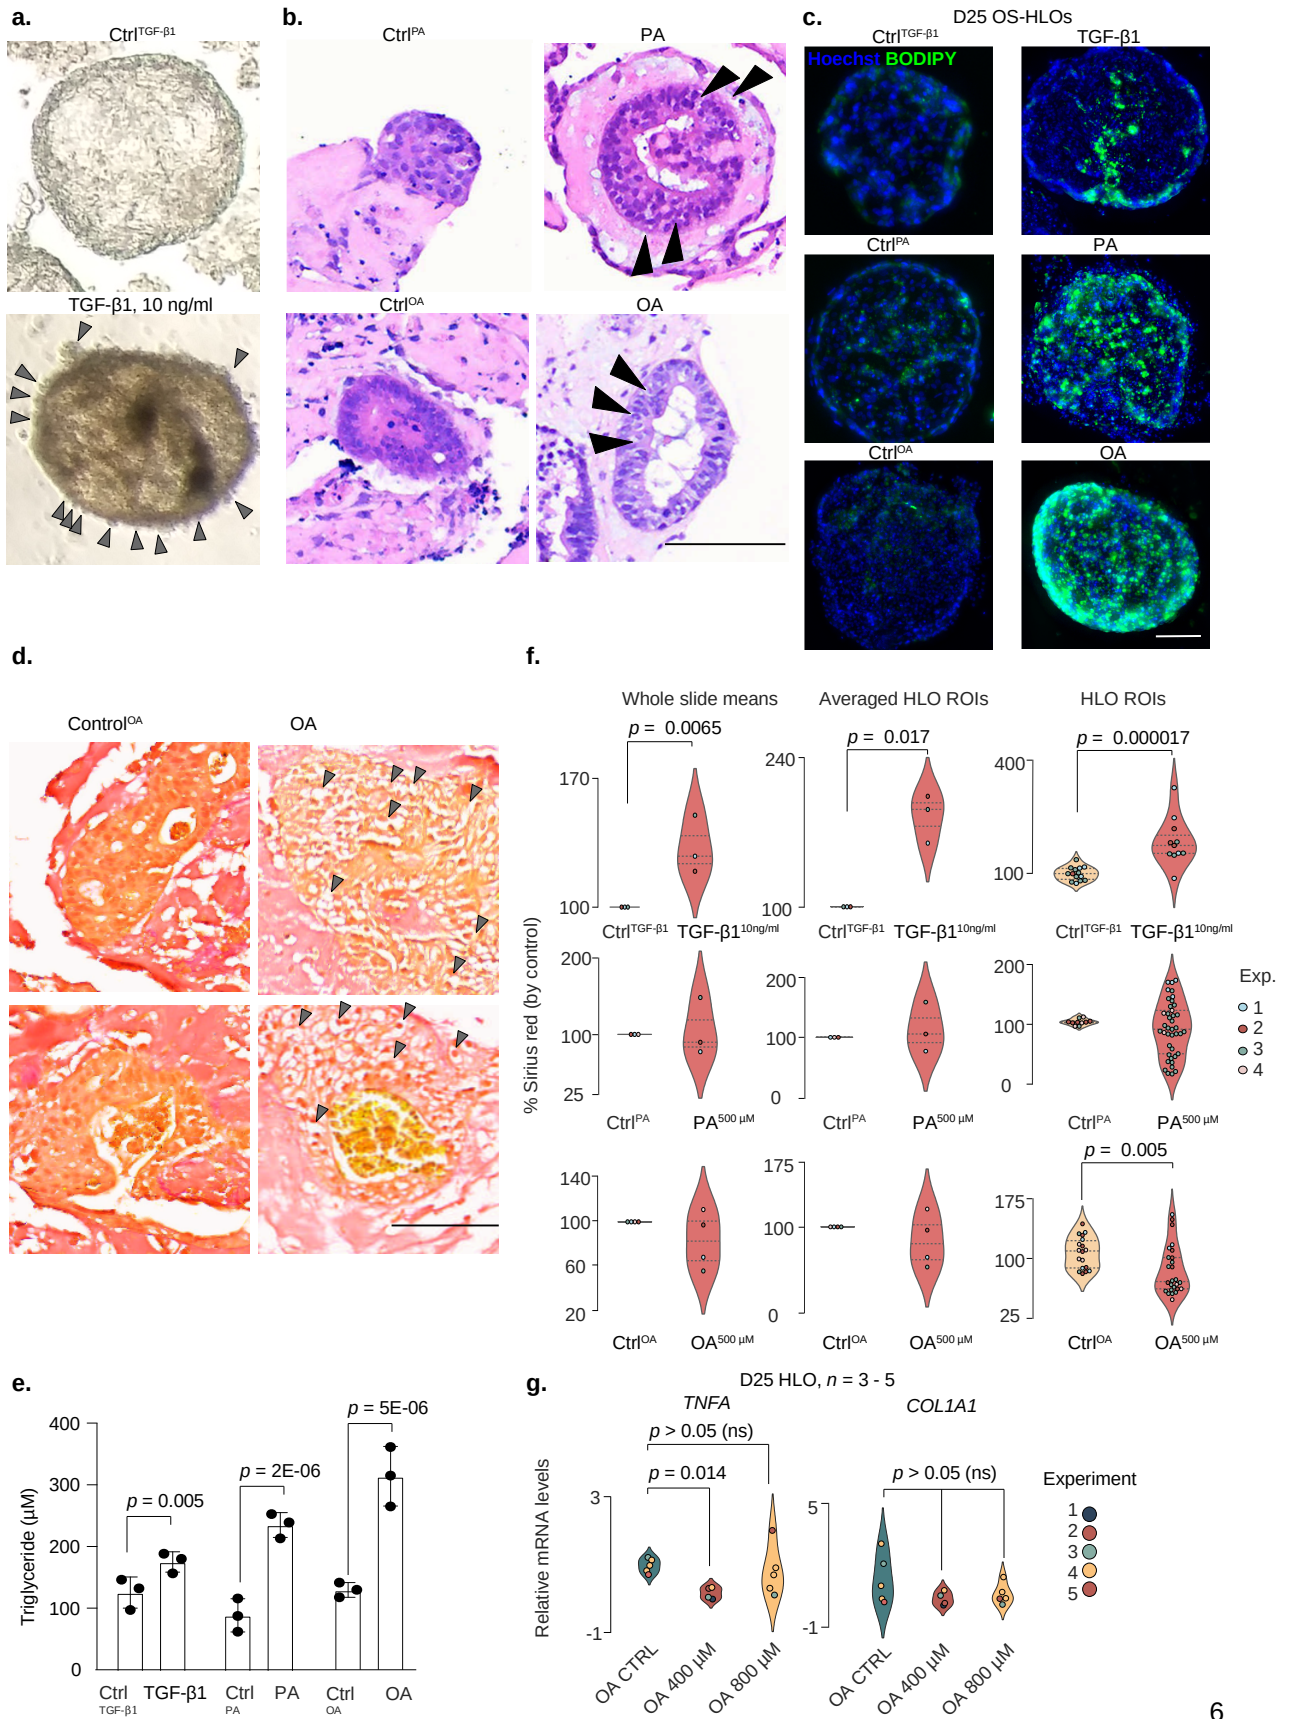 a.
Ctrl^TGF-β1
TGF-β1, 10 ng/ml
b.
Ctrl^PA
PA
Ctrl^OA
OA
c.
D25 OS-HLOs
Ctrl^TGF-β1
TGF-β1
Hoechst BODIPY
Ctrl^PA
PA
Ctrl^OA
OA
d.
Control^OA
OA
f.
Whole slide means
Averaged HLO ROIs
HLO ROIs
% Sirius red (by control)
p = 0.0065
170
100
Ctrl^TGF-β1
TGF-β1^10ng/ml
p = 0.017
240
100
Ctrl^TGF-β1
TGF-β1^10ng/ml
p = 0.000017
400
100
Ctrl^TGF-β1
TGF-β1^10ng/ml
200
100
25
Ctrl^PA
PA^500 µM
200
100
0
Ctrl^PA
PA^500 µM
200
100
0
Ctrl^PA
PA^500 µM
Exp.
1
2
3
4
140
100
60
20
Ctrl^OA
OA^500 µM
175
100
0
Ctrl^OA
OA^500 µM
p = 0.005
175
100
25
Ctrl^OA
OA^500 µM
e.
Triglyceride (µM)
400
300
200
100
0
p = 0.005
p = 2E-06
p = 5E-06
Ctrl
TGF-β1
TGF-β1
Ctrl
PA
PA
Ctrl
OA
OA
g.
D25 HLO, n = 3 - 5
TNFA
COL1A1
Relative mRNA levels
p > 0.05 (ns)
p = 0.014
3
-1
OA CTRL
OA 400 µM
OA 800 µM
p > 0.05 (ns)
5
-1
OA CTRL
OA 400 µM
OA 800 µM
Experiment
1
2
3
4
5
6